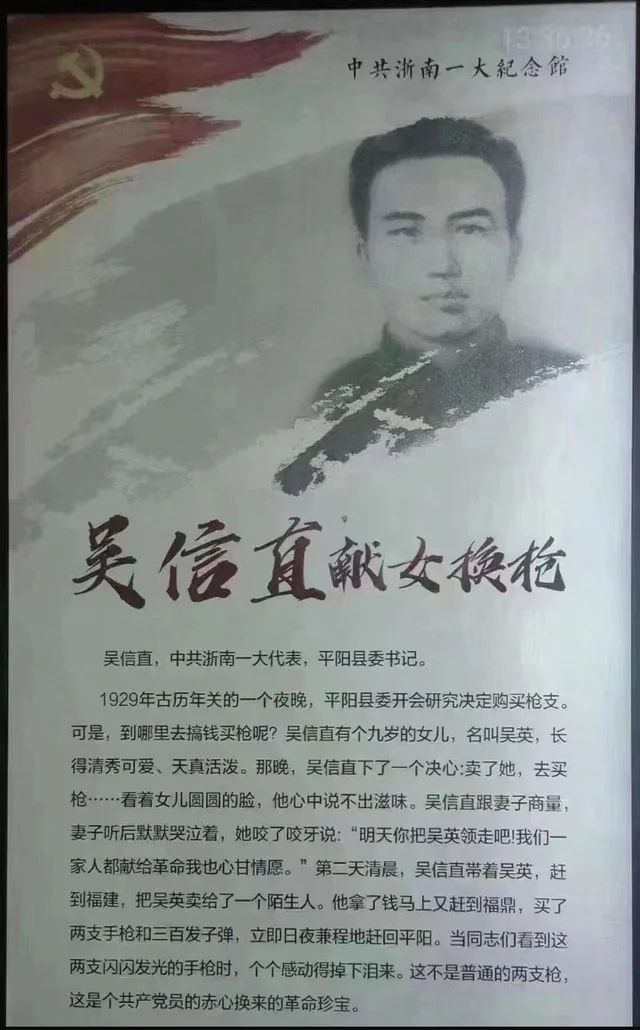 13:30:26
中共浙南一大紀念館
吴信直献女换枪
吴信直，中共浙南一大代表，平阳县委书记。
1929年古历年关的一个夜晚，平阳县委开会研究决定购买枪支。
可是，到哪里去搞钱买枪呢？吴信直有个九岁的女儿，名叫吴英，长
得清秀可爱、天真活泼。那晚，吴信直下了一个决心:卖了她，去买
枪……看着女儿圆圆的脸，他心中说不出滋味。吴信直跟妻子商量，
妻子听后默默哭泣着，她咬了咬牙说：“明天你把吴英领走吧!我们一
家人都献给革命我也心甘情愿。”第二天清晨，吴信直带着吴英，赶
到福建，把吴英卖给了一个陌生人。他拿了钱马上又赶到福鼎，买了
两支手枪和三百发子弹，立即日夜兼程地赶回平阳。当同志们看到这
两支闪闪发光的手枪时，个个感动得掉下泪来。这不是普通的两支枪，
这是个共产党员的赤心换来的革命珍宝。